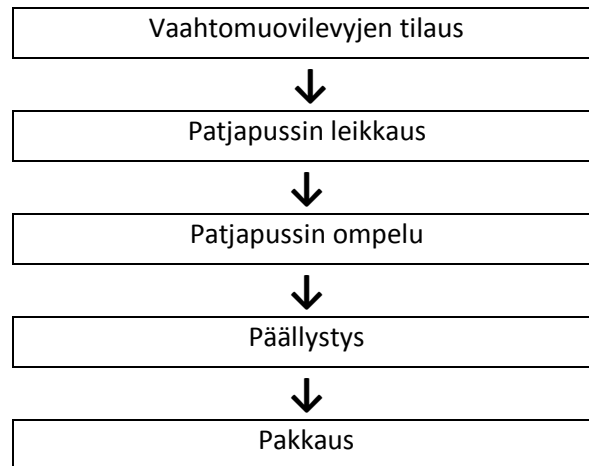 Vaahtomuovilevyjen tilaus
Patjapussin leikkaus
Patjapussin ompelu
Päällystys
Pakkaus